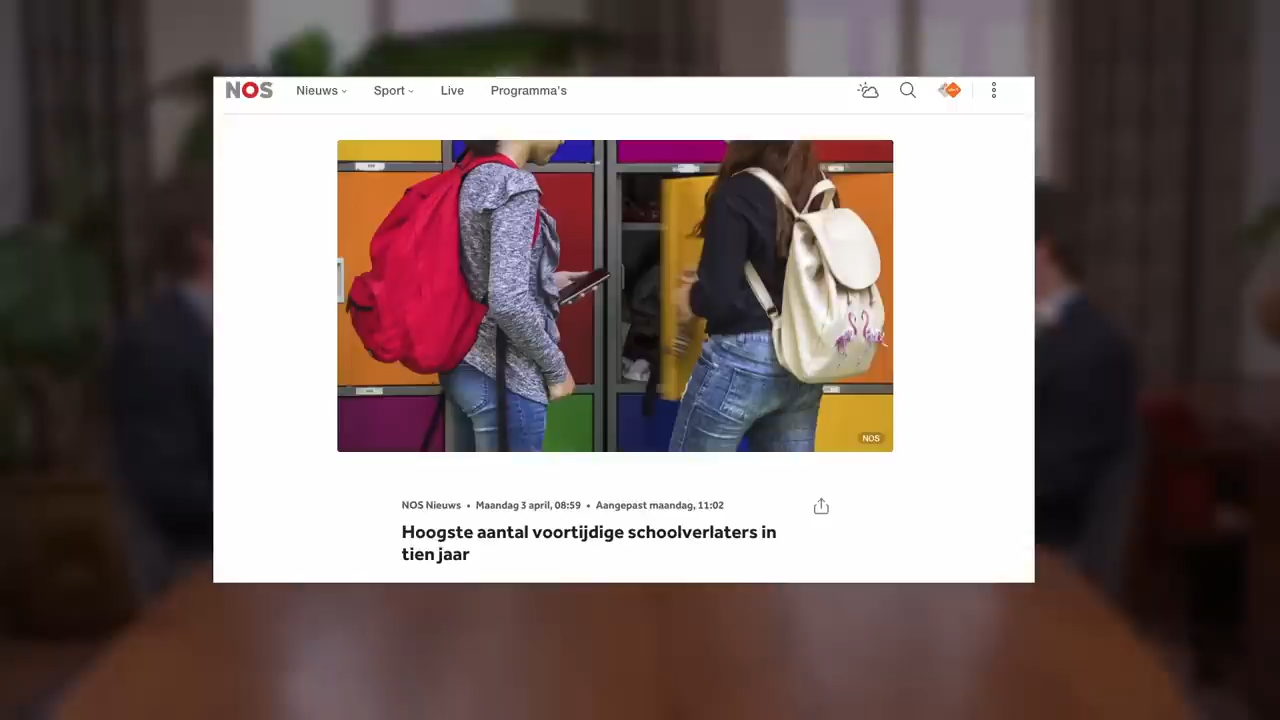 NOS Nieuws Sport Live Programma's
NOS
NOS Nieuws • Maandag 3 april, 08:59 • Aangepast maandag, 11:02
Hoogste aantal voortijdige schoolverlaters in
tien jaar